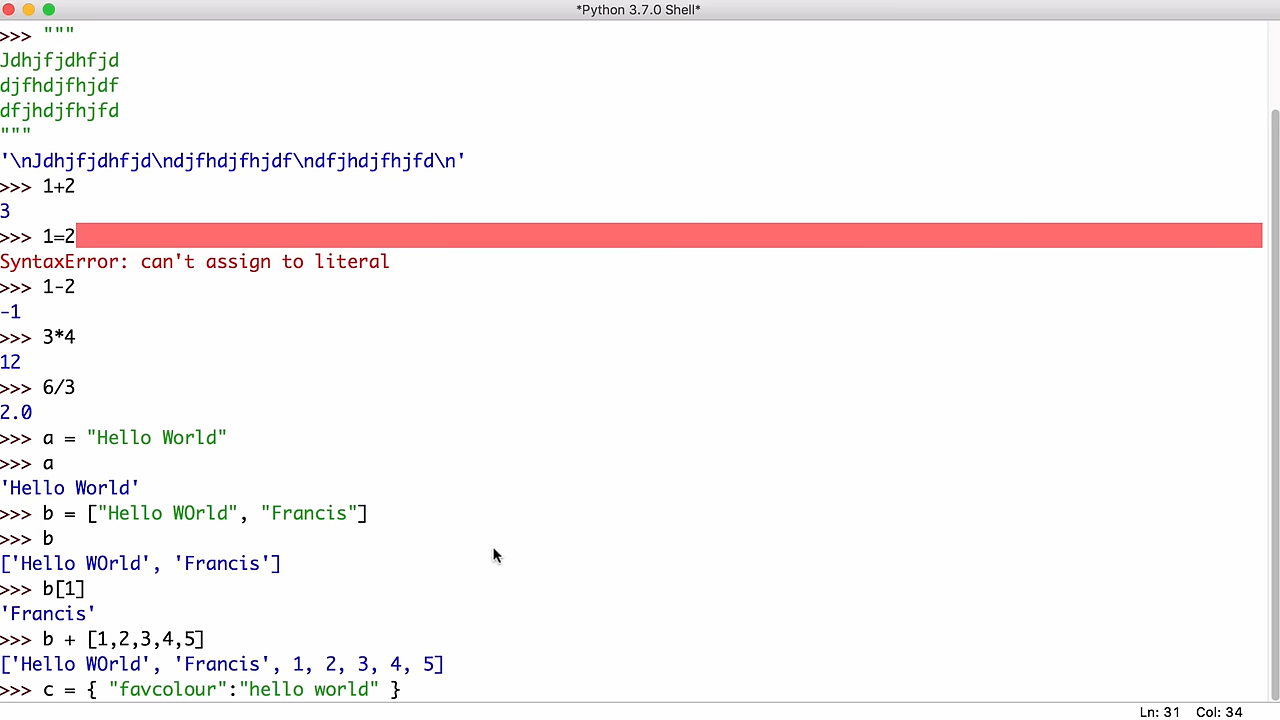 *Python 3.7.0 Shell*
>>> """
Jdhjfjdhfjd
djfhdjfhjdf
dfjhdjfhjfd
"""
'\nJdhjfjdhfjd\ndjfhdjfhjdf\ndfjhdjfhjfd\n'
>>> 1+2
3
>>> 1=2
SyntaxError: can't assign to literal
>>> 1-2
-1
>>> 3*4
12
>>> 6/3
2.0
>>> a = "Hello World"
>>> a
'Hello World'
>>> b = ["Hello WOrld", "Francis"]
>>> b
['Hello WOrld', 'Francis']
>>> b[1]
'Francis'
>>> b + [1,2,3,4,5]
['Hello WOrld', 'Francis', 1, 2, 3, 4, 5]
>>> c = { "favcolour":"hello world" }
Ln: 31 Col: 34